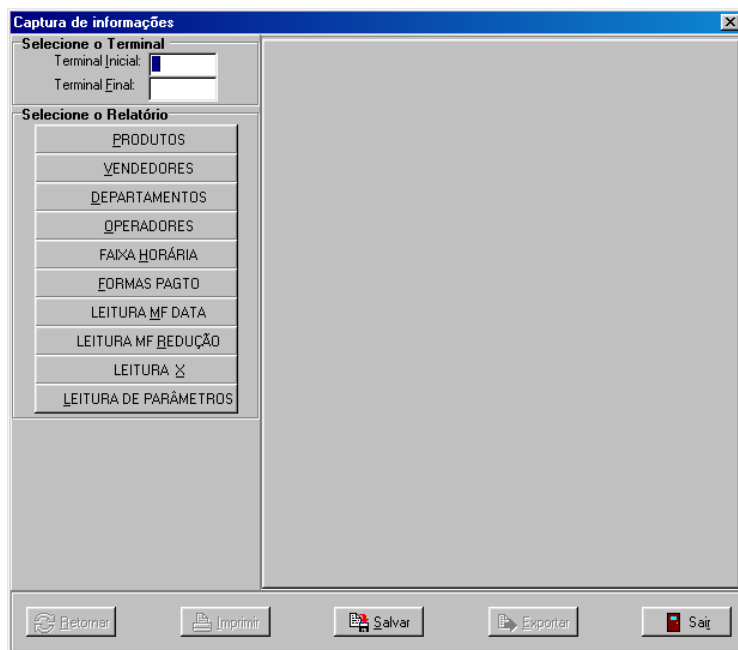 Captura de informações
Selecione o Terminal
Terminal Inicial:
Terminal Final:
Selecione o Relatório
PRODUTOS
VENDEDORES
DEPARTAMENTOS
OPERADORES
FAIXA HORÁRIA
FORMAS PAGTO
LEITURA MF DATA
LEITURA MF REDUÇÃO
LEITURA X
LEITURA DE PARÂMETROS
Retornar Imprimir Salvar Exportar Sair